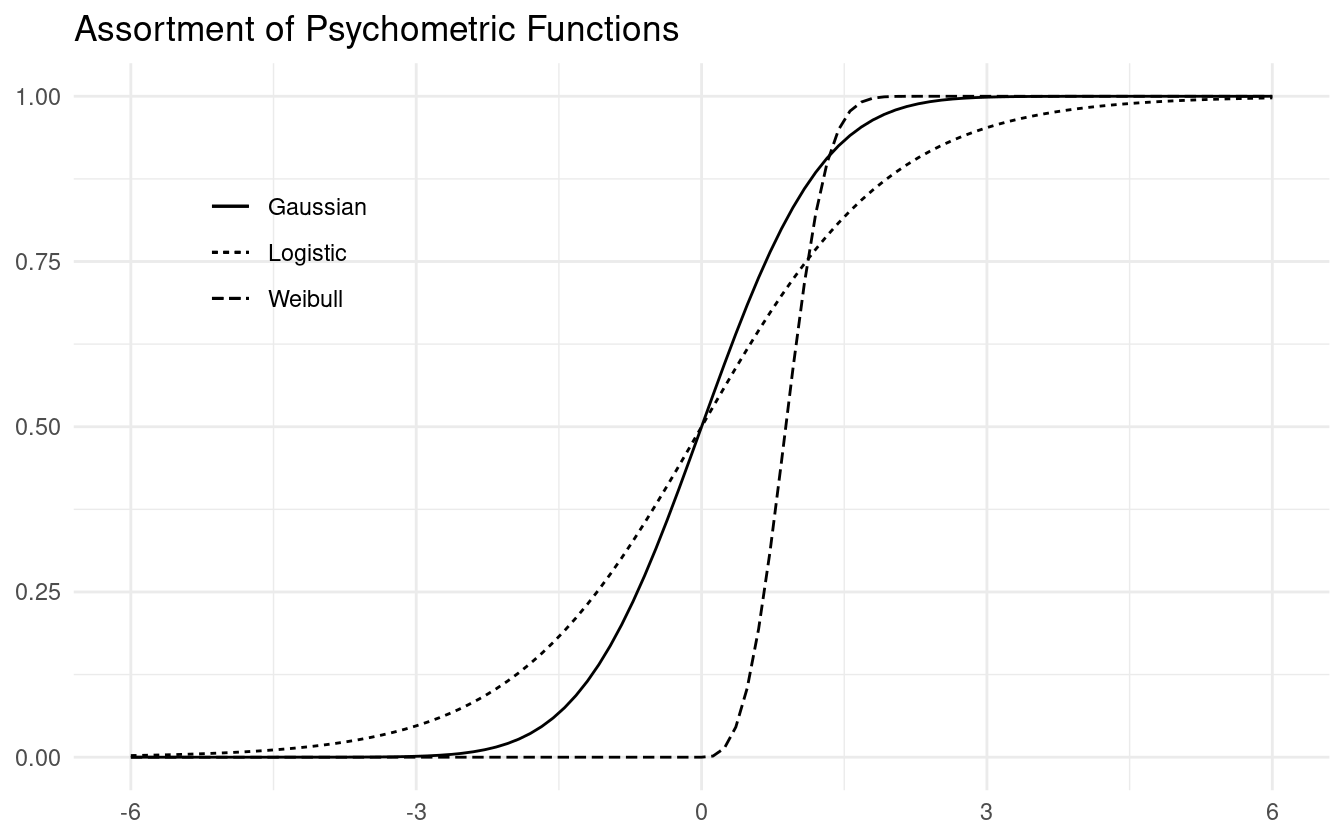 Assortment of Psychometric Functions
1.00
0.75
0.50
0.25
0.00
Gaussian
Logistic
Weibull
-6 -3 0 3 6